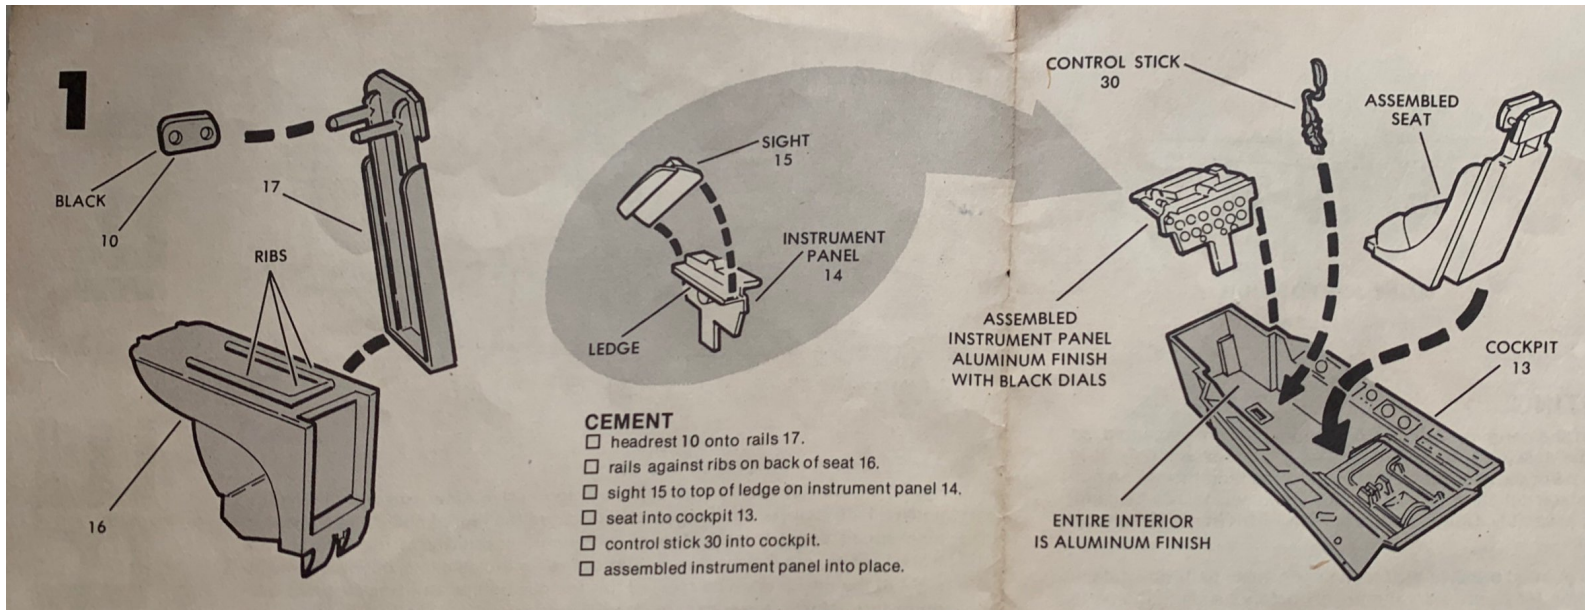 1
BLACK
10
17
RIBS
16
SIGHT
15
INSTRUMENT
PANEL
14
LEDGE
CEMENT
headrest 10 onto rails 17.
rails against ribs on back of seat 16.
sight 15 to top of ledge on instrument panel 14.
seat into cockpit 13.
control stick 30 into cockpit.
assembled instrument panel into place.
CONTROL STICK
30
ASSEMBLED
SEAT
ASSEMBLED
INSTRUMENT PANEL
ALUMINUM FINISH
WITH BLACK DIALS
COCKPIT
13
ENTIRE INTERIOR
IS ALUMINUM FINISH